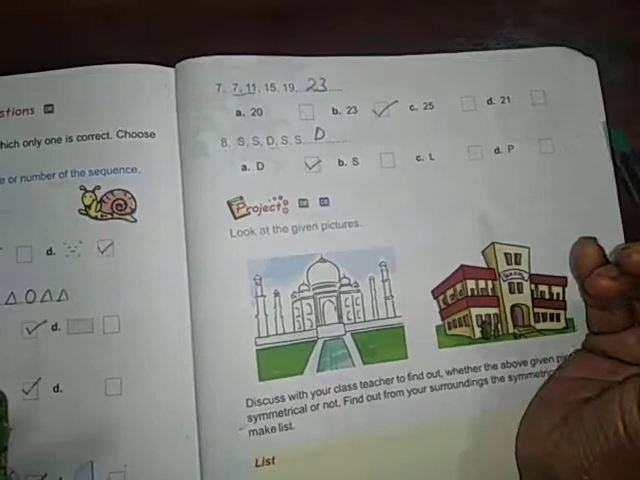 stions
hich only one is correct. Choose
e or number of the sequence.
d.
d.
d.
7. 7, 11, 15, 19, 23
a. 20 b. 23 c. 25 d. 21
8. S, S, D, S, S, D
a. D b. S c. L d. P
Project
Look at the given pictures.
Discuss with your class teacher to find out, whether the above given pic
symmetrical or not. Find out from your surroundings the symmetric
make list.
List